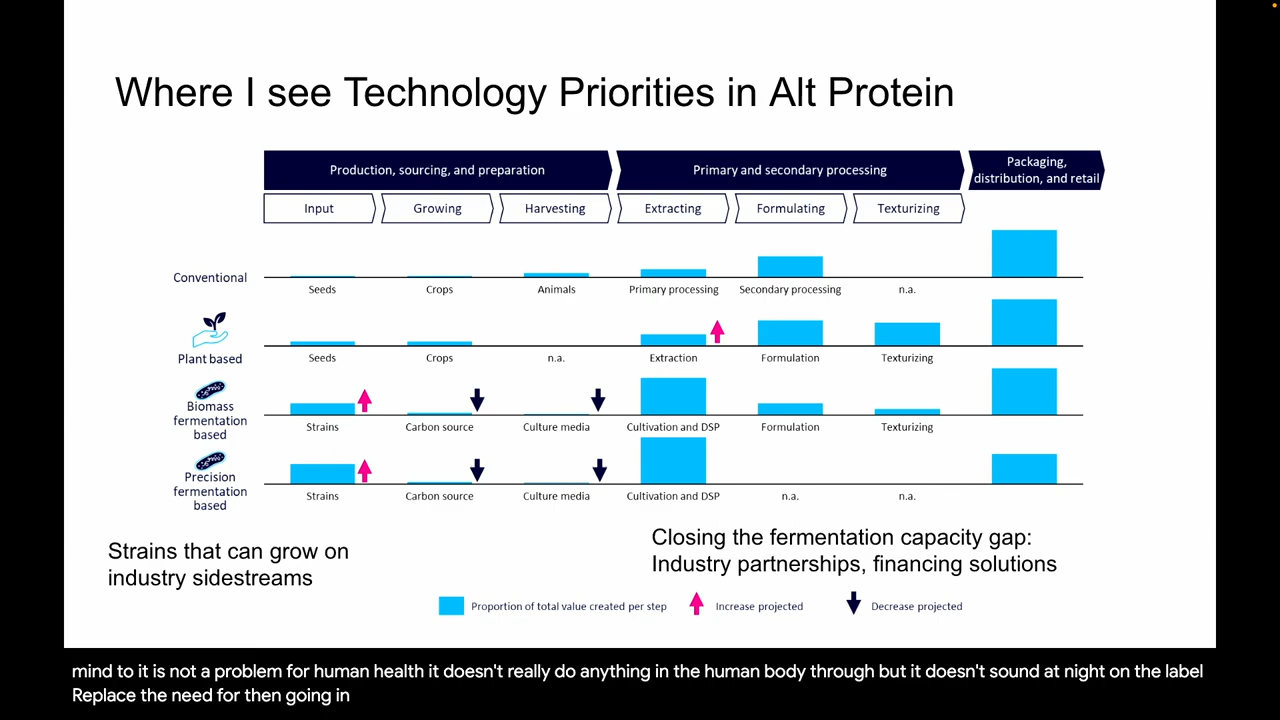 Where I see Technology Priorities in Alt Protein
Production, sourcing, and preparation
Primary and secondary processing
Packaging,
distribution, and retail
Input
Growing
Harvesting
Extracting
Formulating
Texturizing
Conventional
Seeds
Crops
Animals
Primary processing
Secondary processing
n.a.
Plant based
Seeds
Crops
n.a.
Extraction
Formulation
Texturizing
Biomass
fermentation
based
Strains
Carbon source
Culture media
Cultivation and DSP
Formulation
Texturizing
Precision
fermentation
based
Strains
Carbon source
Culture media
Cultivation and DSP
n.a.
n.a.
Strains that can grow on
industry sidestreams
Closing the fermentation capacity gap:
Industry partnerships, financing solutions
Proportion of total value created per step
Increase projected
Decrease projected
mind to it is not a problem for human health it doesn't really do anything in the human body through but it doesn't sound at night on the label
Replace the need for then going in